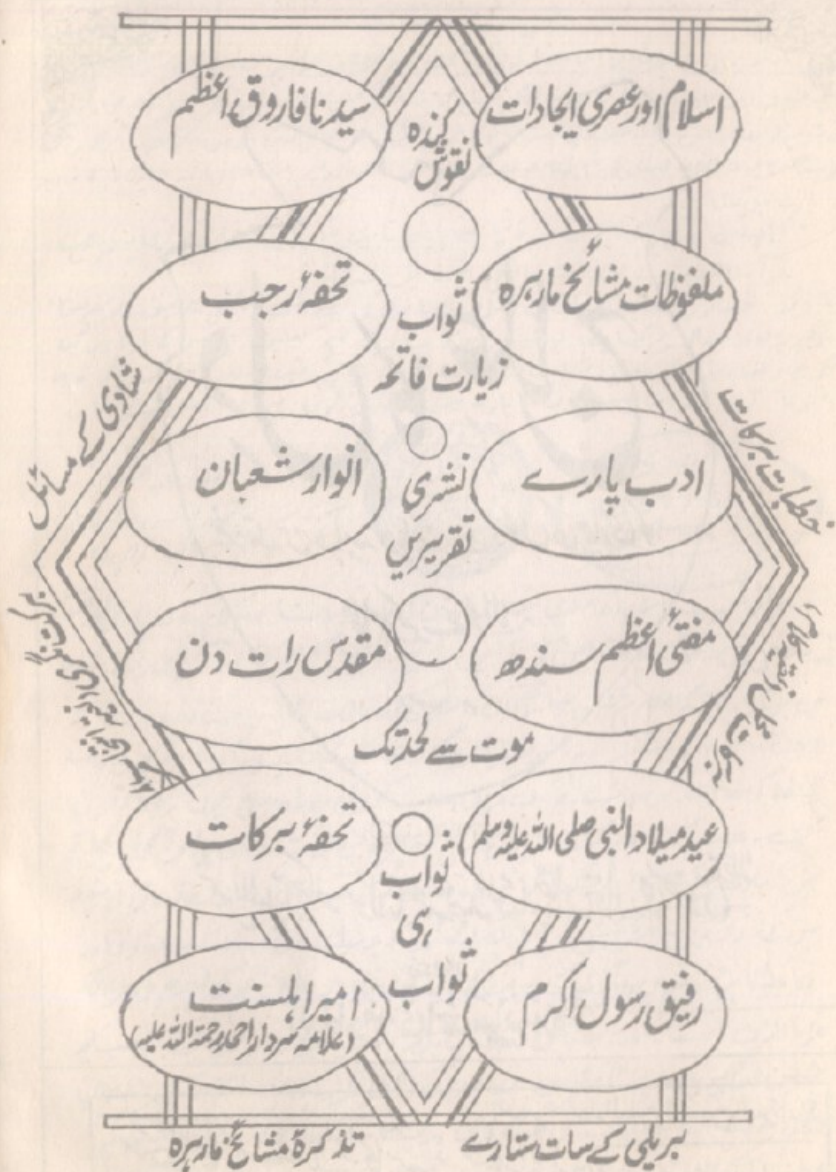 اسلام اور عصری ایجادات
سیدنا فاروق اعظم
کندہ
نقوش
ملفوظات مشائخ مارہرہ
تحفۂ رجب
ثواب
زیارت فاتحہ
خطبات برکات
شادی کے مسائل
ادب پارے
انوار شعبان
نشری
تقریریں
مفتیٔ اعظم سندھ
مقدس رات دن
موت سے لحد تک
عید میلاد النبی صلی اللہ علیہ وسلم
تحفۂ برکات
ثواب
ہی
ثواب
رفیق رسول اکرم
امیر اہلسنت
(علامہ سردار احمد رحمۃ اللہ علیہ)
بریلی کے سات ستارے
تذکرۂ مشائخ مارہرہ